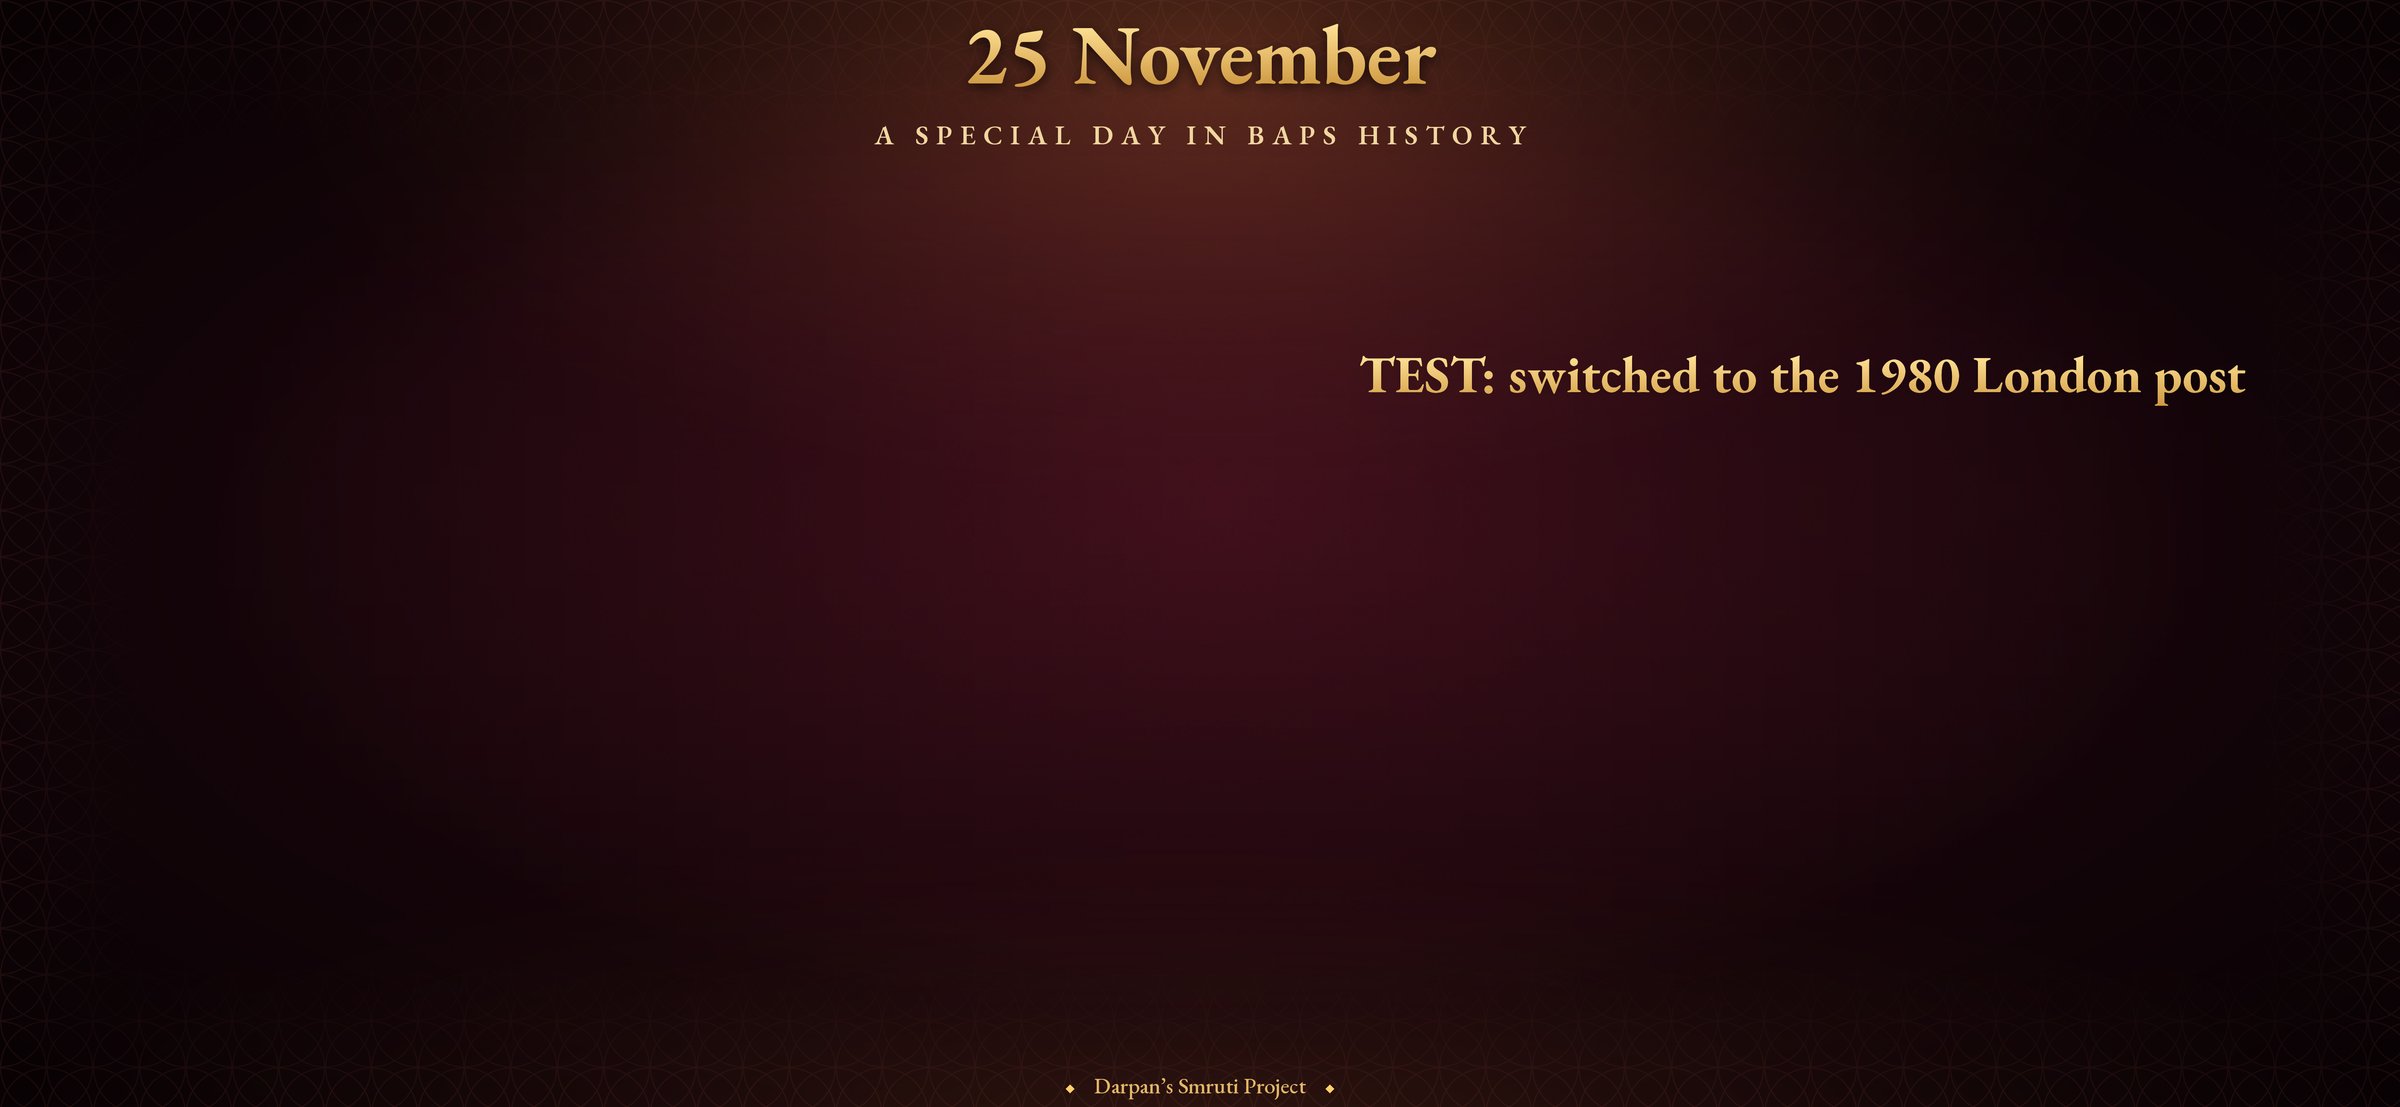 25 November
A SPECIAL DAY IN BAPS HISTORY
TEST: switched to the 1980 London post
Darpan’s Smruti Project